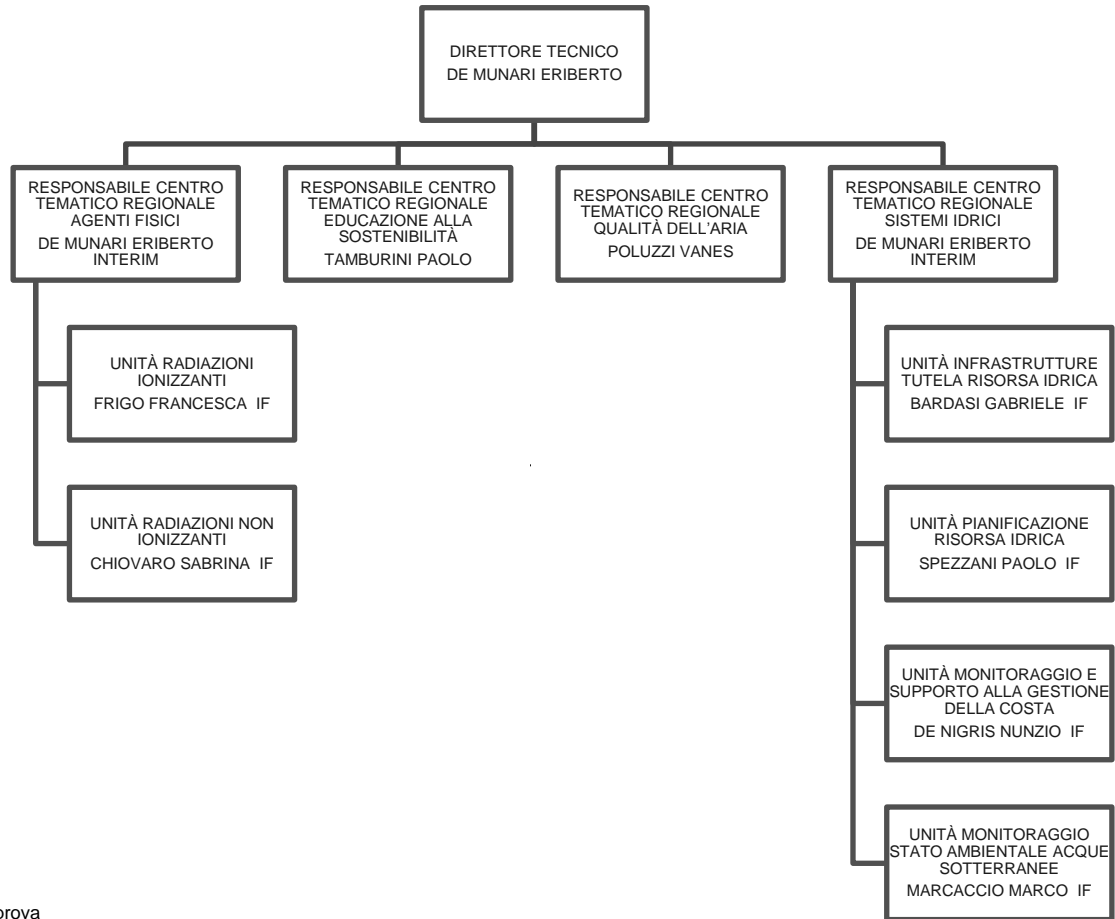 DIRETTORE TECNICO
DE MUNARI ERIBERTO
RESPONSABILE CENTRO
TEMATICO REGIONALE
AGENTI FISICI
DE MUNARI ERIBERTO
INTERIM
RESPONSABILE CENTRO
TEMATICO REGIONALE
EDUCAZIONE ALLA
SOSTENIBILITÀ
TAMBURINI PAOLO
RESPONSABILE CENTRO
TEMATICO REGIONALE
QUALITÀ DELL'ARIA
POLUZZI VANES
RESPONSABILE CENTRO
TEMATICO REGIONALE
SISTEMI IDRICI
DE MUNARI ERIBERTO
INTERIM
UNITÀ RADIAZIONI
IONIZZANTI
FRIGO FRANCESCA IF
UNITÀ RADIAZIONI NON
IONIZZANTI
CHIOVARO SABRINA IF
UNITÀ INFRASTRUTTURE
TUTELA RISORSA IDRICA
BARDASI GABRIELE IF
UNITÀ PIANIFICAZIONE
RISORSA IDRICA
SPEZZANI PAOLO IF
UNITÀ MONITORAGGIO E
SUPPORTO ALLA GESTIONE
DELLA COSTA
DE NIGRIS NUNZIO IF
UNITÀ MONITORAGGIO
STATO AMBIENTALE ACQUE
SOTTERRANEE
MARCACCIO MARCO IF